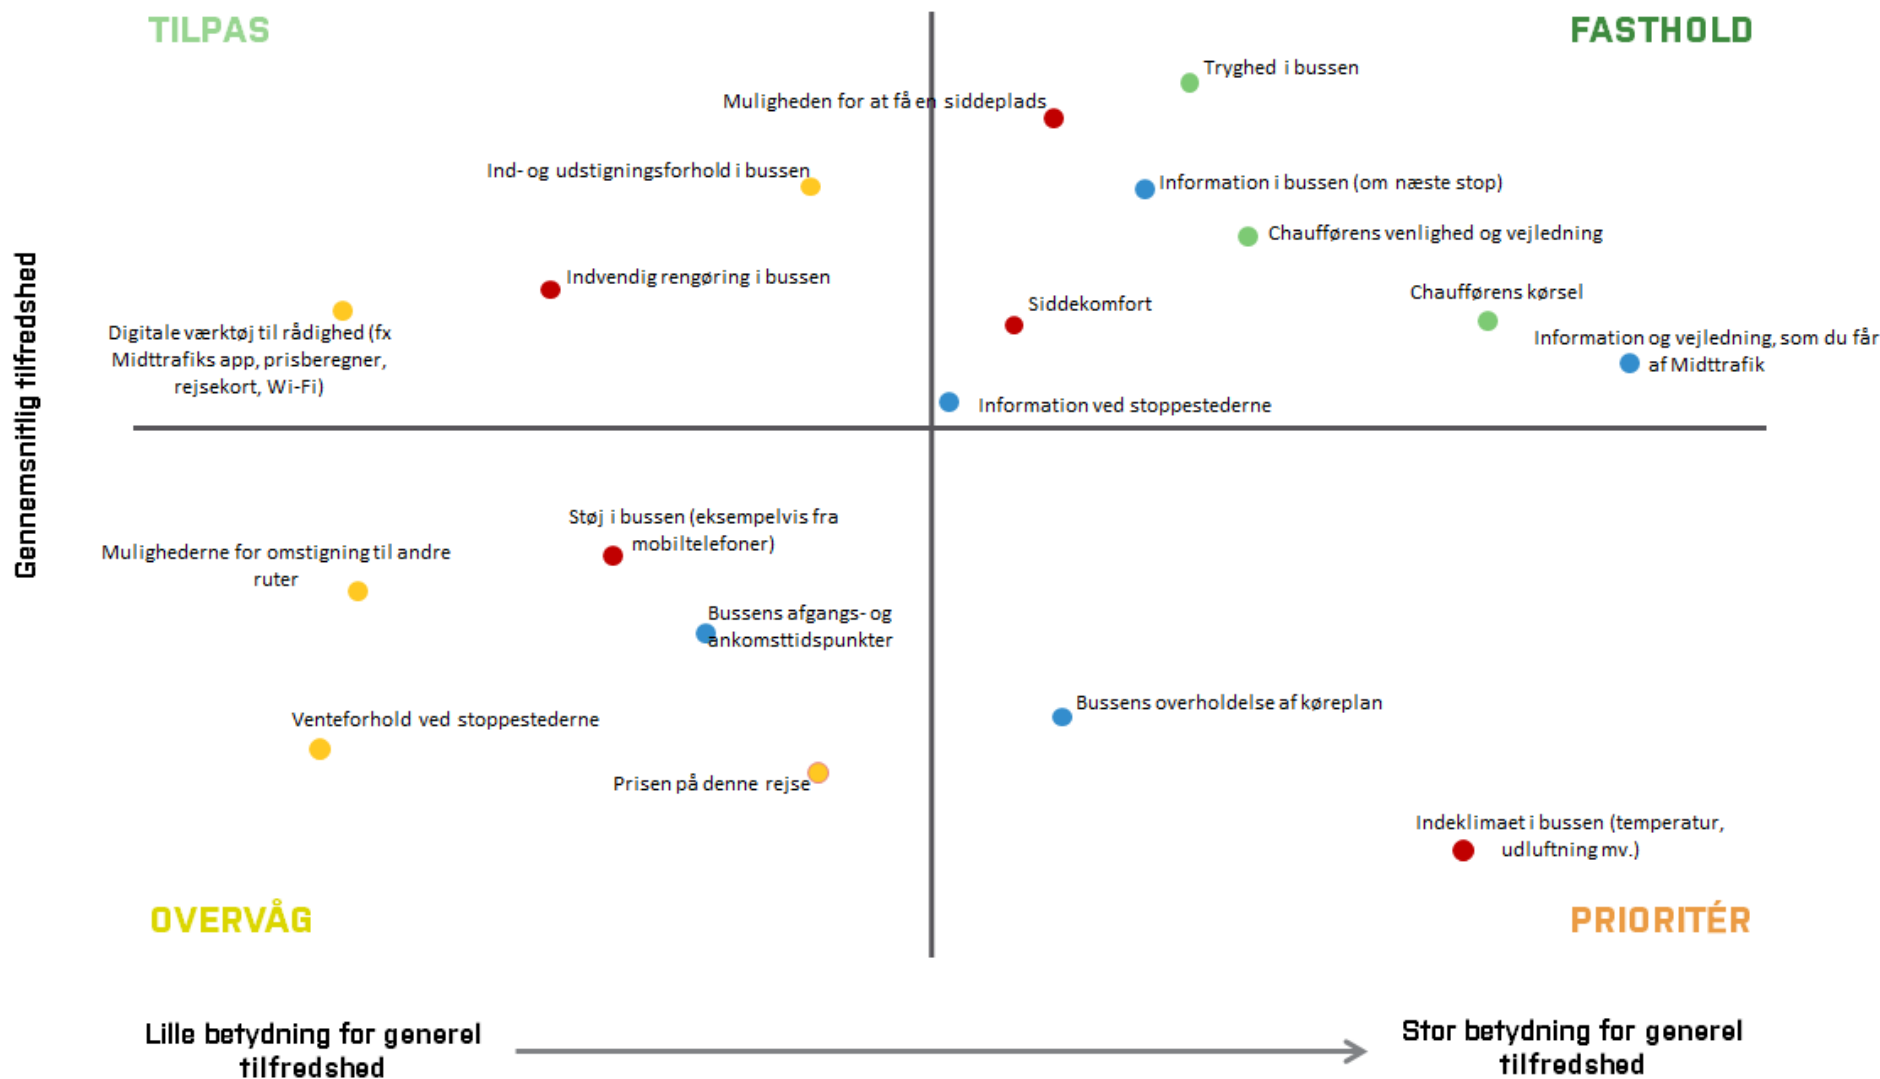 TILPAS
FASTHOLD
Tryghed i bussen
Muligheden for at få en siddeplads
Ind- og udstigningsforhold i bussen
Information i bussen (om næste stop)
Chaufførens venlighed og vejledning
Indvendig rengøring i bussen
Chaufførens kørsel
Siddekomfort
Digitale værktøj til rådighed (fx
Midttrafiks app, prisberegner,
rejsekort, Wi-Fi)
Information og vejledning, som du får
af Midttrafik
Information ved stoppestederne
Gennemsnitlig tilfredshed
Støj i bussen (eksempelvis fra
mobiltelefoner)
Mulighederne for omstigning til andre
ruter
Bussens afgangs- og
ankomsttidspunkter
Venteforhold ved stoppestederne
Bussens overholdelse af køreplan
Prisen på denne rejse
Indeklimaet i bussen (temperatur,
udluftning mv.)
OVERVÅG
PRIORITÉR
Lille betydning for generel
tilfredshed
Stor betydning for generel
tilfredshed